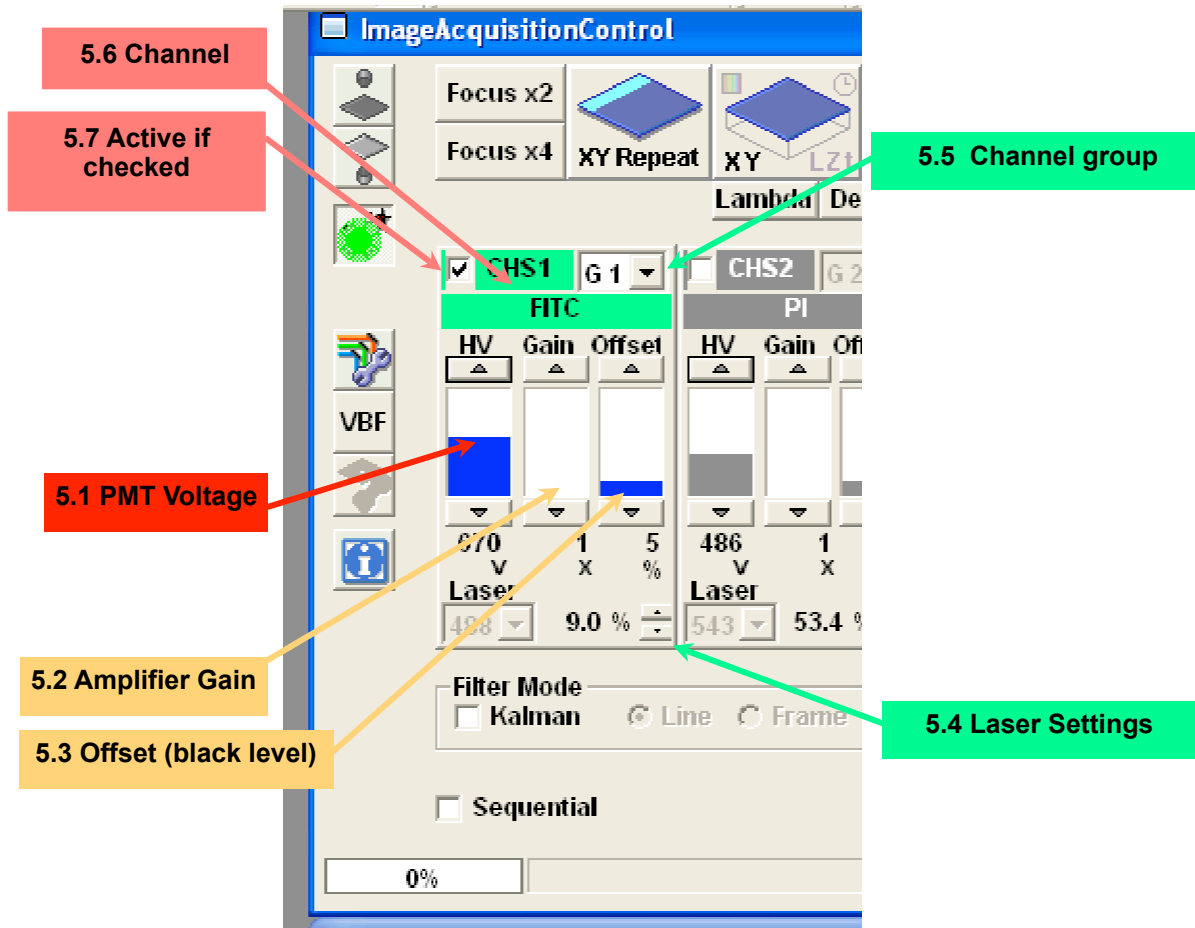 ImageAcquisitionControl
5.6 Channel
5.7 Active if
checked
Focus x2
Focus x4
XY Repeat
XY
LZt
5.5 Channel group
Lambda De
CHS1 G 1 CHS2 G 2
FITC PI
HV Gain Offset HV Gain Off
VBF
5.1 PMT Voltage
670 1 5 486 1
V X % V X
Laser Laser
488 9.0 % 543 53.4 %
5.2 Amplifier Gain
Filter Mode
Kalman Line Frame
5.4 Laser Settings
5.3 Offset (black level)
Sequential
0%